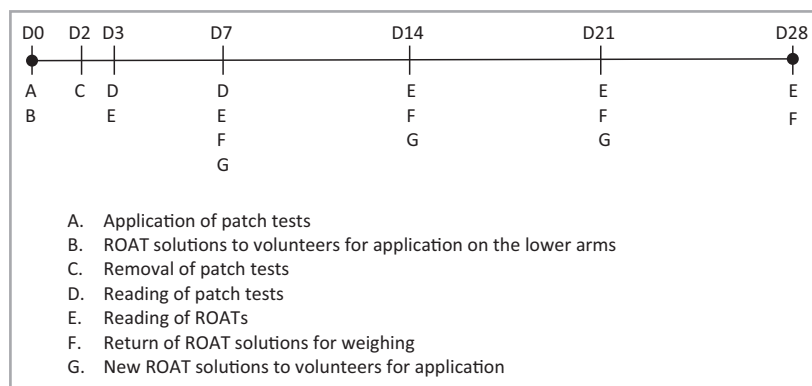 D0 D2 D3 D7 D14 D21 D28
A C D D E E E
B E E F F F
F G G
G
A. Application of patch tests
B. ROAT solutions to volunteers for application on the lower arms
C. Removal of patch tests
D. Reading of patch tests
E. Reading of ROATs
F. Return of ROAT solutions for weighing
G. New ROAT solutions to volunteers for application